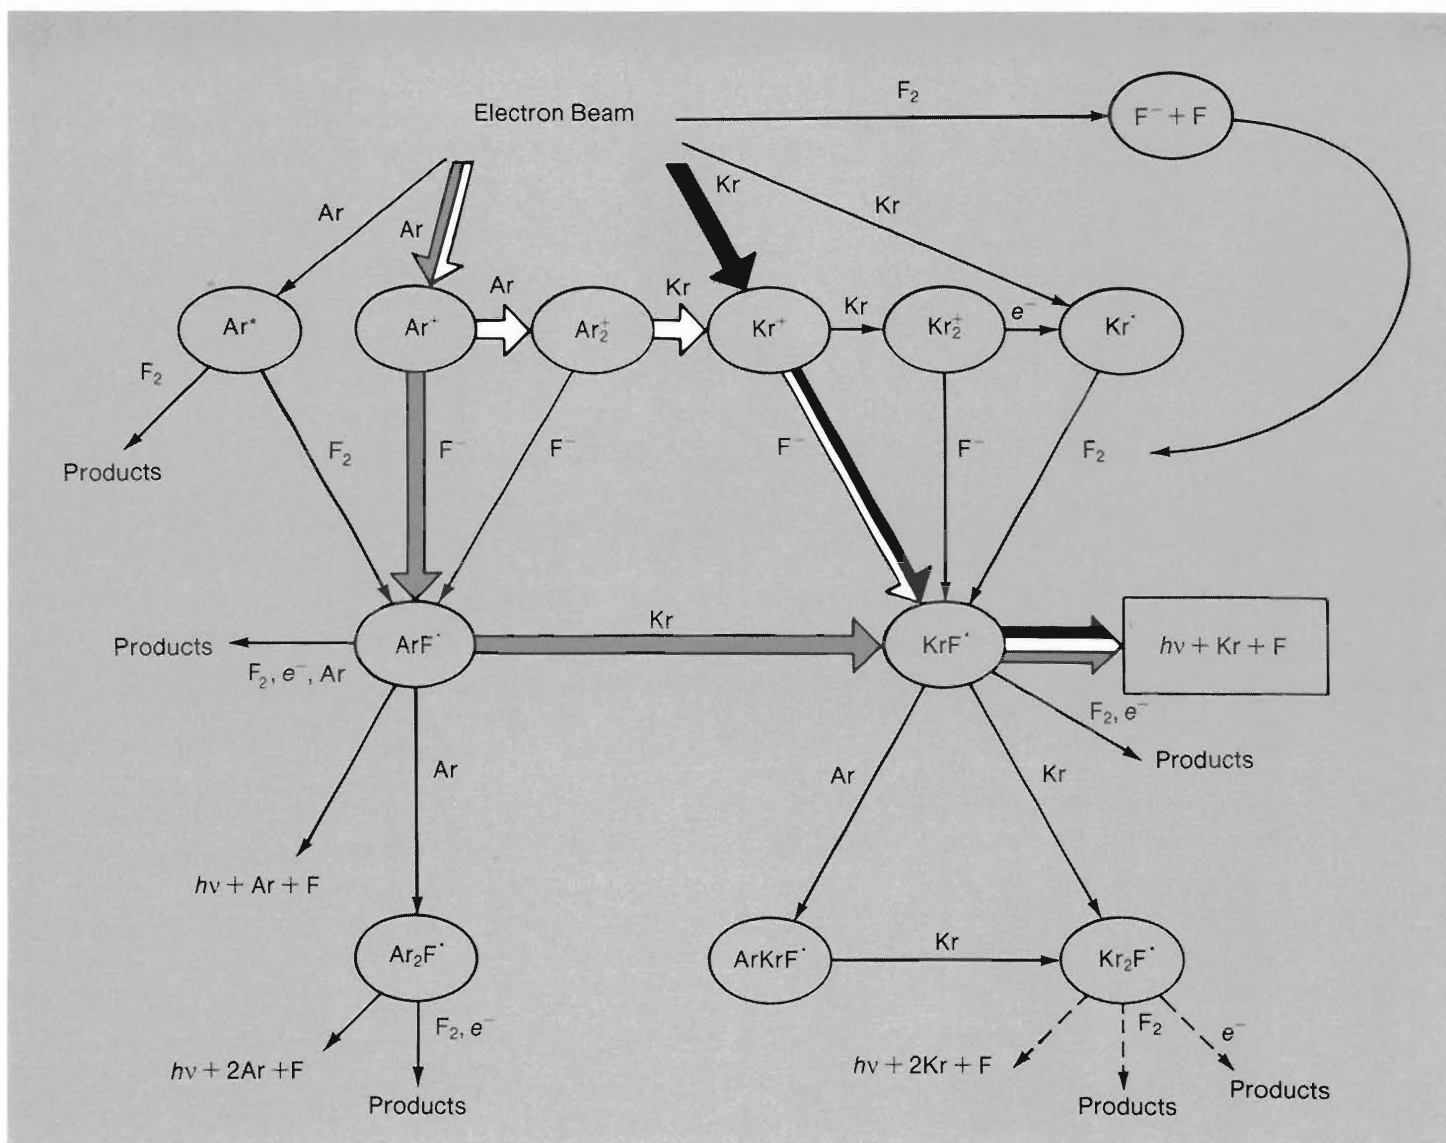 F₂
Electron Beam
F⁻ + F
Kr
Kr
Ar
Ar
Ar
Kr
Kr
e⁻
Ar*
Ar⁺
Ar₂⁺
Kr⁺
Kr₂⁺
Kr*
F₂
Products
F₂
F⁻
F⁻
F⁻
F⁻
F₂
Kr
Products
ArF*
KrF*
hν + Kr + F
F₂, e⁻, Ar
F₂, e⁻
Products
Ar
Ar
Kr
hν + Ar + F
Kr
Ar₂F*
ArKrF*
Kr₂F*
F₂, e⁻
F₂
e⁻
hν + 2Ar +F
hν + 2Kr + F
Products
Products
Products